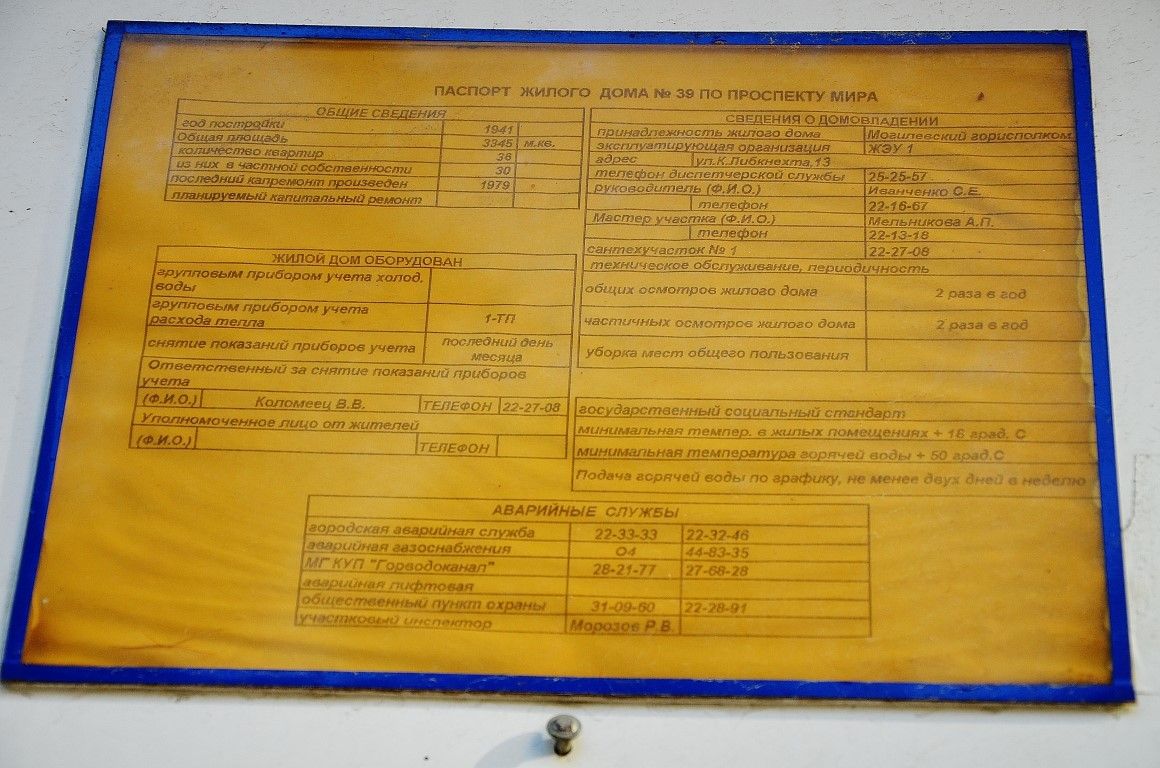 ПАСПОРТ ЖИЛОГО ДОМА № 39 ПО ПРОСПЕКТУ МИРА
ОБЩИЕ СВЕДЕНИЯ
год постройки 1941
Общая площадь 3345 м.кв.
количество квартир 36
из них в частной собственности 30
последний капремонт произведен 1979
планируемый капитальный ремонт
ЖИЛОЙ ДОМ ОБОРУДОВАН
групповым прибором учета холод.
воды
групповым прибором учета
расхода тепла 1-ТП
снятие показаний приборов учета последний день
месяца
Ответственный за снятие показаний приборов
учета
(Ф.И.О.) Коломеец В.В. ТЕЛЕФОН 22-27-08
Уполномоченное лицо от жителей
(Ф.И.О.) ТЕЛЕФОН
СВЕДЕНИЯ О ДОМОВЛАДЕНИИ
принадлежность жилого дома Могилевский горисполком
эксплуатирующая организация ЖЭУ 1
адрес ул.К.Либкнехта,13
телефон диспетчерской службы 25-25-57
руководитель (Ф.И.О.) Иванченко С.Е.
телефон 22-16-67
Мастер участка (Ф.И.О.) Мельникова А.П.
телефон 22-13-18
сантехучасток № 1 22-27-08
техническое обслуживание, периодичность
общих осмотров жилого дома 2 раза в год
частичных осмотров жилого дома 2 раза в год
уборка мест общего пользования
государственный социальный стандарт
минимальная темпер. в жилых помещениях + 18 град. С
минимальная температура горячей воды + 50 град.С
Подача горячей воды по графику, не менее двух дней в неделю
АВАРИЙНЫЕ СЛУЖБЫ
городская аварийная служба 22-33-33 22-32-46
аварийная газоснабжения О4 44-83-35
МГ КУП "Горводоканал" 28-21-77 27-68-28
аварийная лифтовая
общественный пункт охраны 31-09-60 22-28-91
участковый инспектор Морозов Р.В.